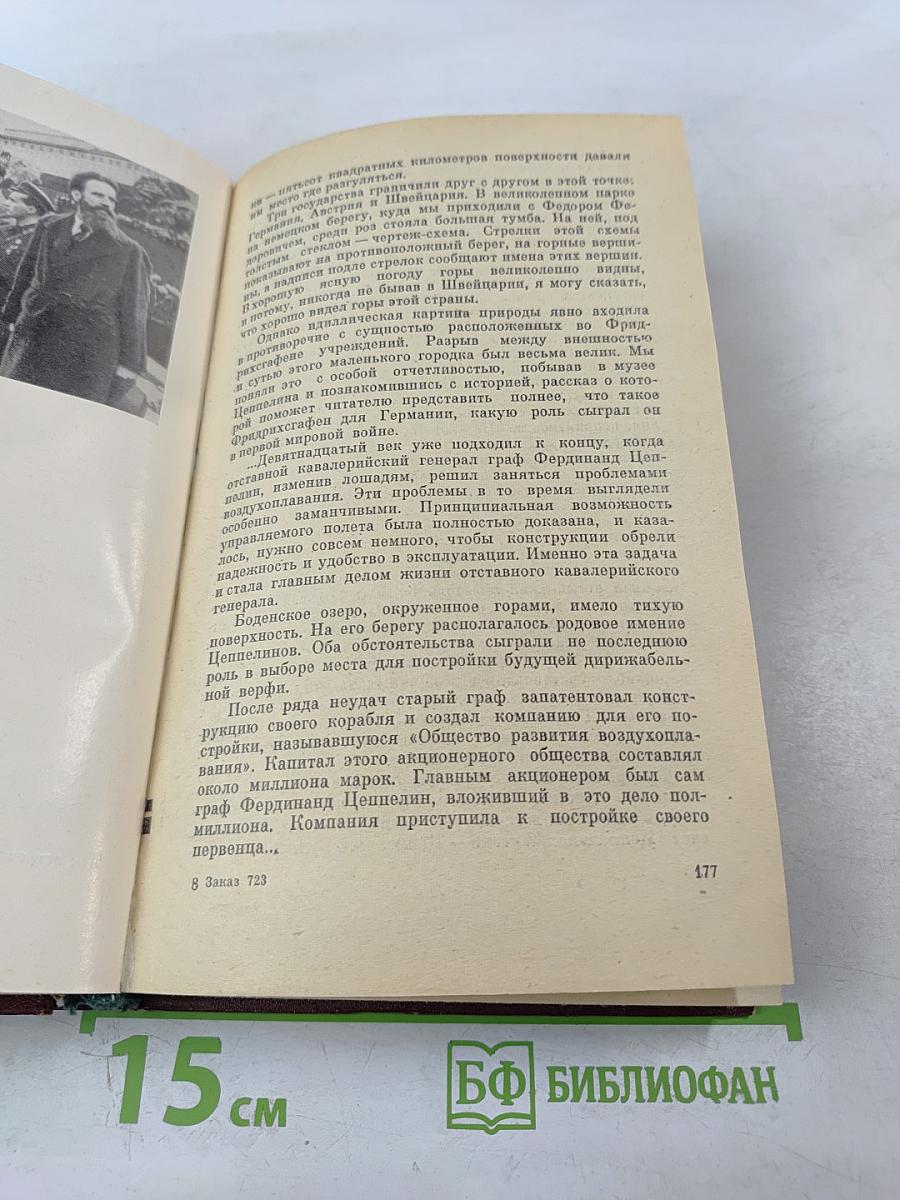 ка — пятьсот квадратных километров поверхности давали
им место где разгуляться.
Три государства граничили друг с другом в этой точке:
Германия, Австрия и Швейцария. В великолепном парке
на немецком берегу, куда мы приходили с Федором Фе-
доровичем, среди роз стояла большая тумба. На ней, под
толстым стеклом — чертеж-схема. Стрелки этой схемы
показывают на противоположный берег, на горные верши-
ны, а надписи подле стрелок сообщают имена этих вершин.
В хорошую ясную погоду горы великолепно видны,
и потому, никогда не бывав в Швейцарии, я могу сказать,
что хорошо видел горы этой страны.
Однако идиллическая картина природы явно входила
в противоречие с сущностью расположенных во Фрид-
рихсгафене учреждений. Разрыв между внешностью
и сутью этого маленького городка был весьма велик. Мы
поняли это с особой отчетливостью, побывав в музее
Цеппелина и познакомившись с историей, рассказ о кото-
рой поможет читателю представить полнее, что такое
Фридрихсгафен для Германии, какую роль сыграл он
в первой мировой войне.
...Девятнадцатый век уже подходил к концу, когда
отставной кавалерийский генерал граф Фердинанд Цеп-
пелин, изменив лошадям, решил заняться проблемами
воздухоплавания. Эти проблемы в то время выглядели
особенно заманчивыми. Принципиальная возможность
управляемого полета была полностью доказана, и каза-
лось, нужно совсем немного, чтобы конструкции обрели
надежность и удобство в эксплуатации. Именно эта задача
и стала главным делом жизни отставного кавалерийского
генерала.
Боденское озеро, окруженное горами, имело тихую
поверхность. На его берегу располагалось родовое имение
Цеппелинов. Оба обстоятельства сыграли не последнюю
роль в выборе места для постройки будущей дирижабель-
ной верфи.
После ряда неудач старый граф запатентовал конст-
рукцию своего корабля и создал компанию для его по-
стройки, называвшуюся «Общество развития воздухопла-
вания». Капитал этого акционерного общества составлял
около миллиона марок. Главным акционером был сам
граф Фердинанд Цеппелин, вложивший в это дело пол-
миллиона. Компания приступила к постройке своего
первенца...
8 Заказ 723
177
15 см
БФ БИБЛИОФАН